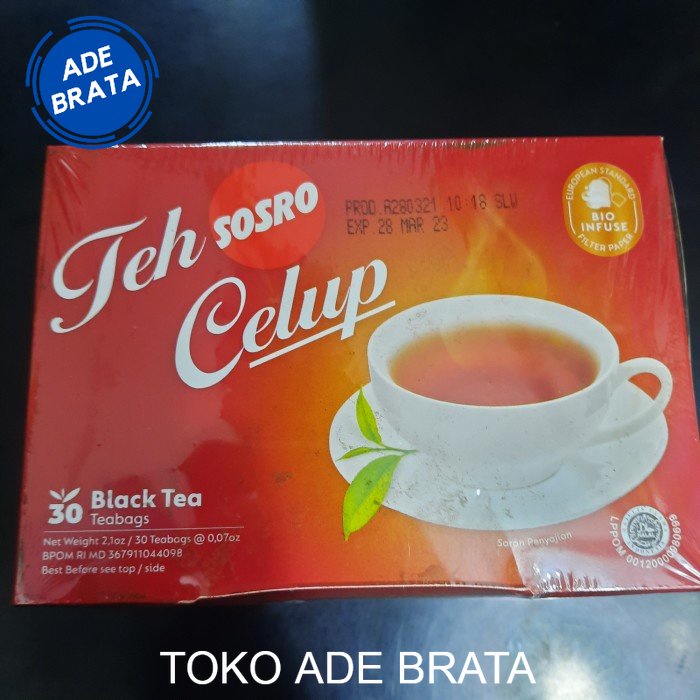 ADE
BRATA
Teh SOSRO
Celup
PROD.A280321 10:18 SLW
EXP.28 MAR 23
EUROPEAN STANDARD
BIO
INFUSE
FILTER PAPER
30 Black Tea
Teabags
Net Weight 2,1oz / 30 Teabags @ 0,07oz
BPOM RI MD 367911044098
Best Before see top / side
Saran Penyajian
TOKO ADE BRATA